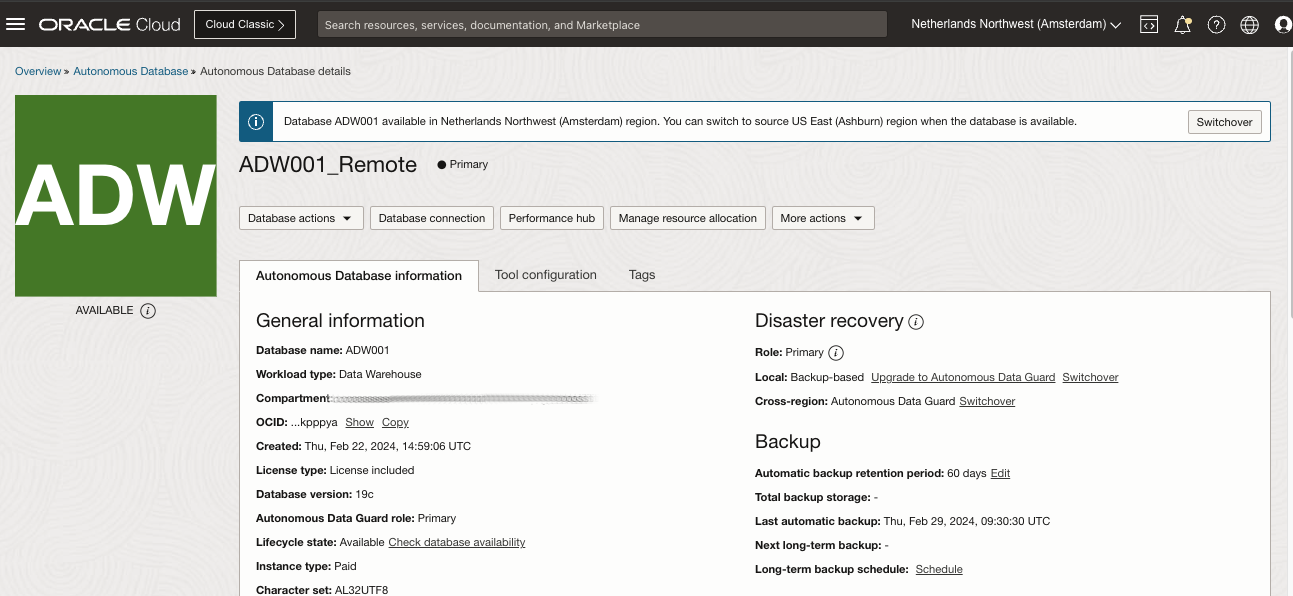 ORACLE Cloud
Cloud Classic >
Search resources, services, documentation, and Marketplace
Netherlands Northwest (Amsterdam)
Overview » Autonomous Database » Autonomous Database details
ADW
AVAILABLE
Database ADW001 available in Netherlands Northwest (Amsterdam) region. You can switch to source US East (Ashburn) region when the database is available.
Switchover
ADW001_Remote
Primary
Database actions
Database connection
Performance hub
Manage resource allocation
More actions
Autonomous Database information
Tool configuration
Tags
General information
Database name: ADW001
Workload type: Data Warehouse
Compartment
OCID: ...kpppya Show Copy
Created: Thu, Feb 22, 2024, 14:59:06 UTC
License type: License included
Database version: 19c
Autonomous Data Guard role: Primary
Lifecycle state: Available Check database availability
Instance type: Paid
Character set: AL32UTF8
Disaster recovery
Role: Primary
Local: Backup-based Upgrade to Autonomous Data Guard Switchover
Cross-region: Autonomous Data Guard Switchover
Backup
Automatic backup retention period: 60 days Edit
Total backup storage: -
Last automatic backup: Thu, Feb 29, 2024, 09:30:30 UTC
Next long-term backup: -
Long-term backup schedule: Schedule